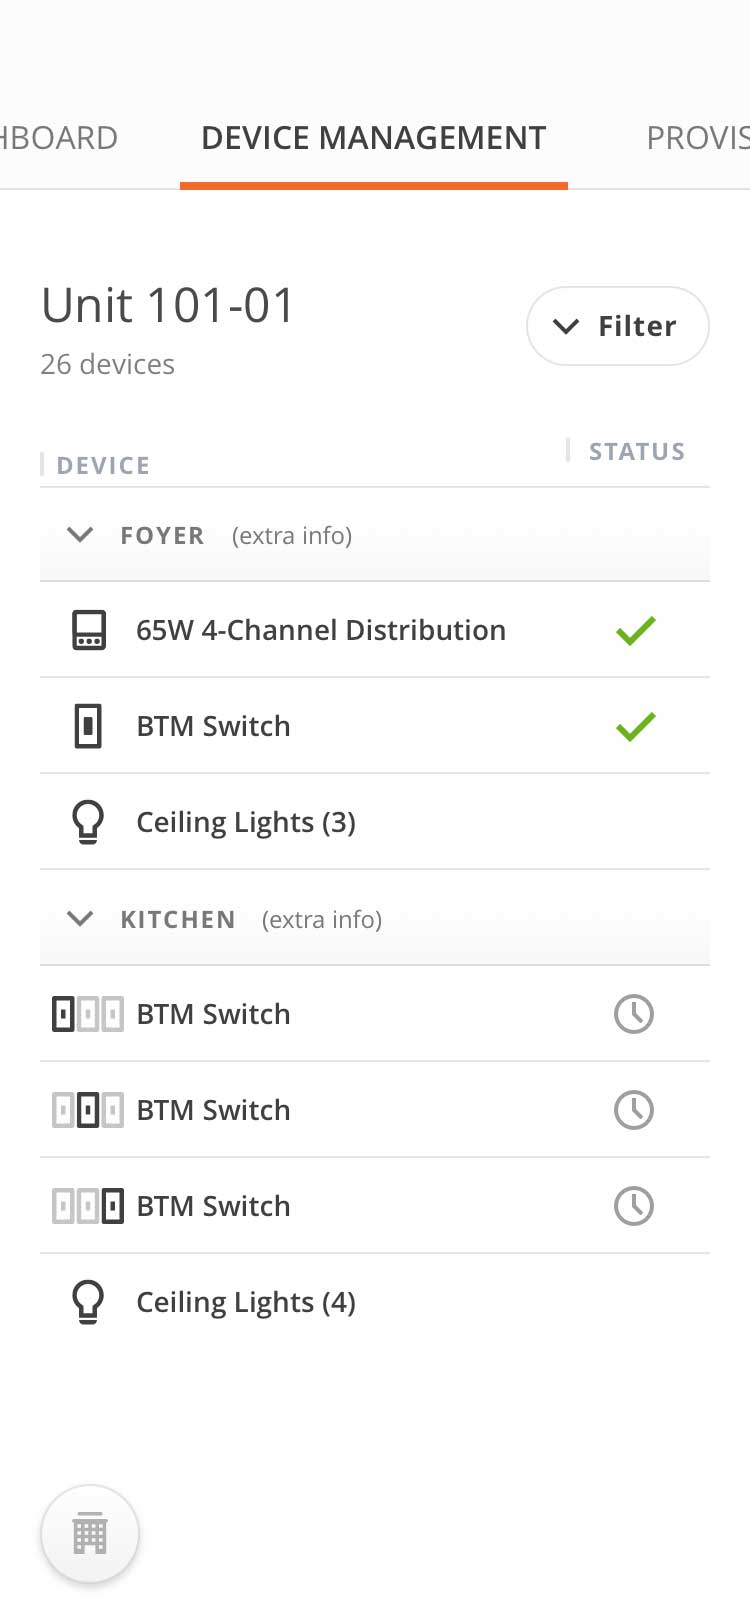 HBOARD DEVICE MANAGEMENT PROVIS
Unit 101-01
Filter
26 devices
DEVICE STATUS
FOYER (extra info)
65W 4-Channel Distribution
BTM Switch
Ceiling Lights (3)
KITCHEN (extra info)
BTM Switch
BTM Switch
BTM Switch
Ceiling Lights (4)